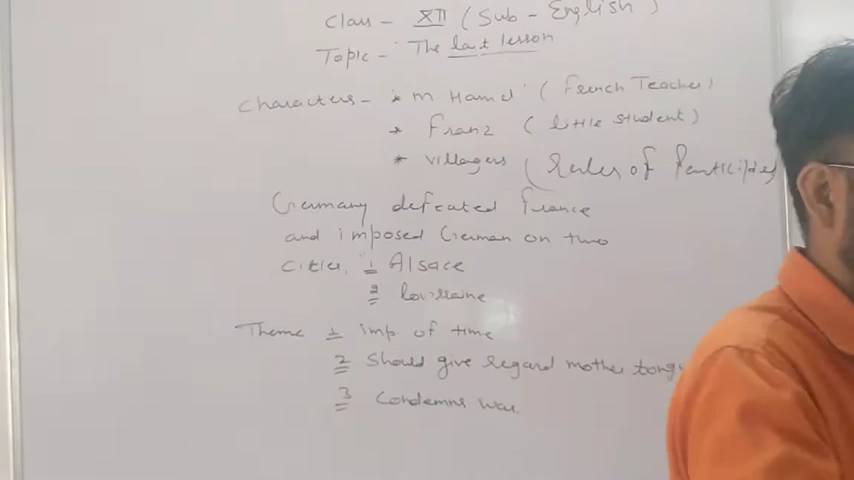 Class - XII (Sub - English)
Topic - The last lesson
Characters - * M. Hamel (French Teacher)
* Franz (little student)
* villagers (Rules of Participles
Germany defeated France
and imposed German on two
cities, 1 Alsace
2 Lorraine
Theme 1 imp. of time
2 Should give regard mother tong
3 Condemns war.